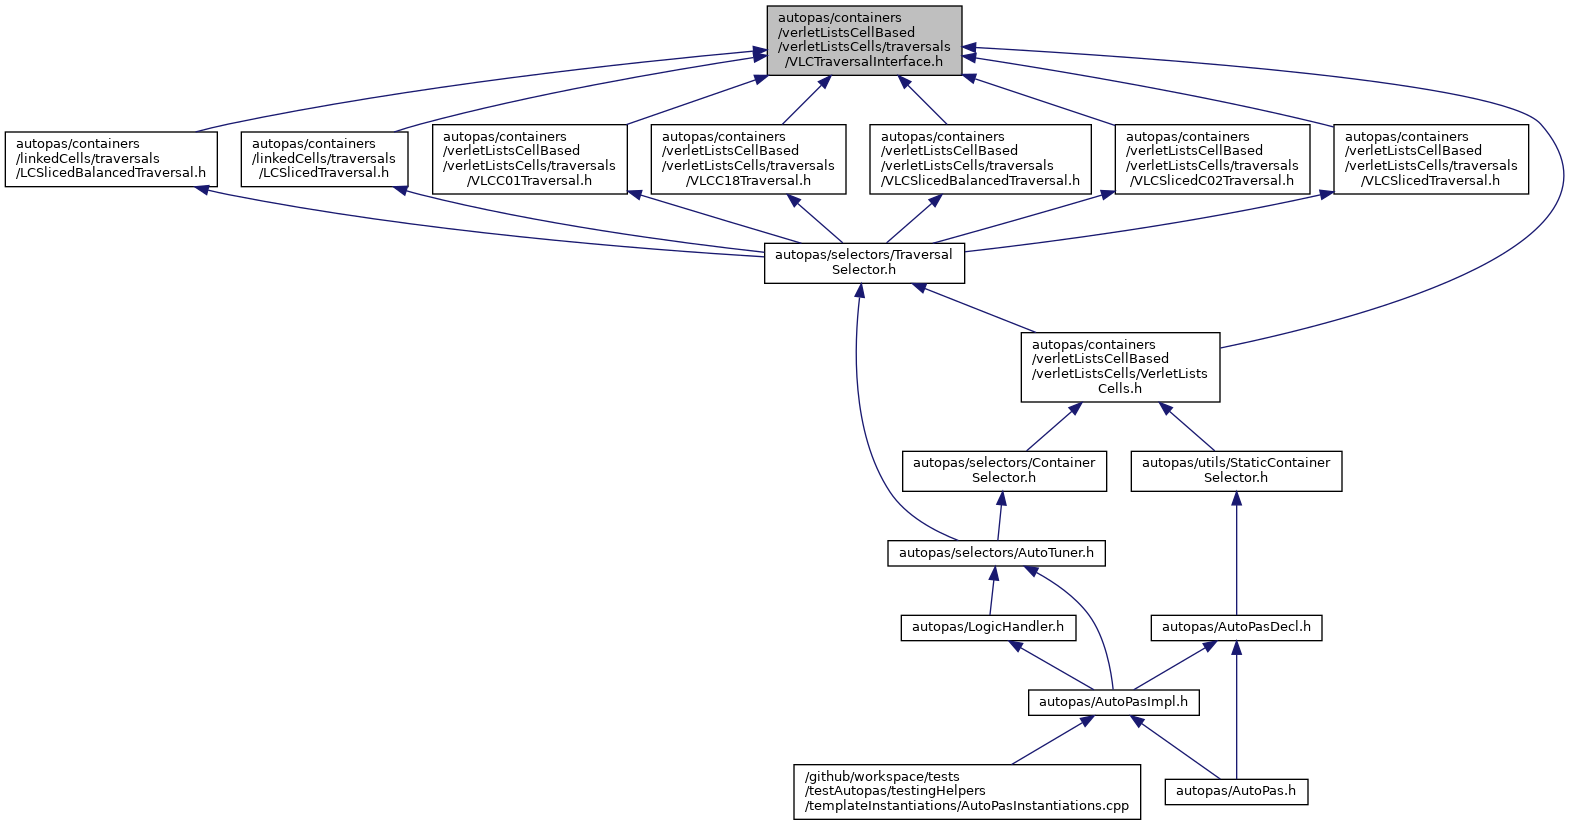 autopas/containers
/verletListsCellBased
/verletListsCells/traversals
/VLCTraversalInterface.h
autopas/containers
/linkedCells/traversals
/LCSlicedBalancedTraversal.h
autopas/containers
/linkedCells/traversals
/LCSlicedTraversal.h
autopas/containers
/verletListsCellBased
/verletListsCells/traversals
/VLCC01Traversal.h
autopas/containers
/verletListsCellBased
/verletListsCells/traversals
/VLCC18Traversal.h
autopas/containers
/verletListsCellBased
/verletListsCells/traversals
/VLCSlicedBalancedTraversal.h
autopas/containers
/verletListsCellBased
/verletListsCells/traversals
/VLCSlicedC02Traversal.h
autopas/containers
/verletListsCellBased
/verletListsCells/traversals
/VLCSlicedTraversal.h
autopas/selectors/Traversal
Selector.h
autopas/containers
/verletListsCellBased
/verletListsCells/VerletLists
Cells.h
autopas/selectors/Container
Selector.h
autopas/utils/StaticContainer
Selector.h
autopas/selectors/AutoTuner.h
autopas/LogicHandler.h
autopas/AutoPasDecl.h
autopas/AutoPasImpl.h
/github/workspace/tests
/testAutopas/testingHelpers
/templateInstantiations/AutoPasInstantiations.cpp
autopas/AutoPas.h